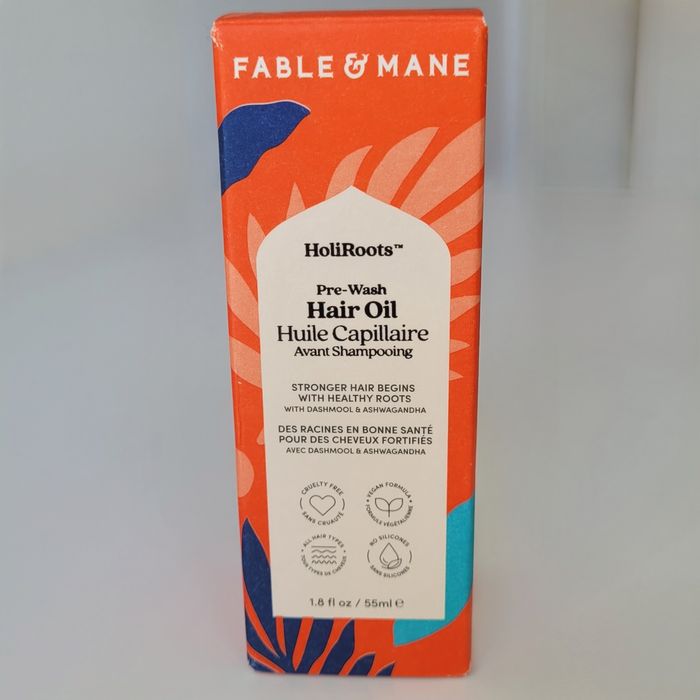 FABLE & MANE
HoliRoots™
Pre-Wash
Hair Oil
Huile Capillaire
Avant Shampooing
STRONGER HAIR BEGINS
WITH HEALTHY ROOTS
WITH DASHMOOL & ASHWAGANDHA
DES RACINES EN BONNE SANTÉ
POUR DES CHEVEUX FORTIFIÉS
AVEC DASHMOOL & ASHWAGANDHA
CRUELTY FREE
SANS CRUAUTÉ
VEGAN FORMULA
FORMULE VÉGÉTALIENNE
ALL HAIR TYPES
TOUS TYPES DE CHEVEUX
NO SILICONES
SANS SILICONES
1.8 fl oz / 55ml ℮